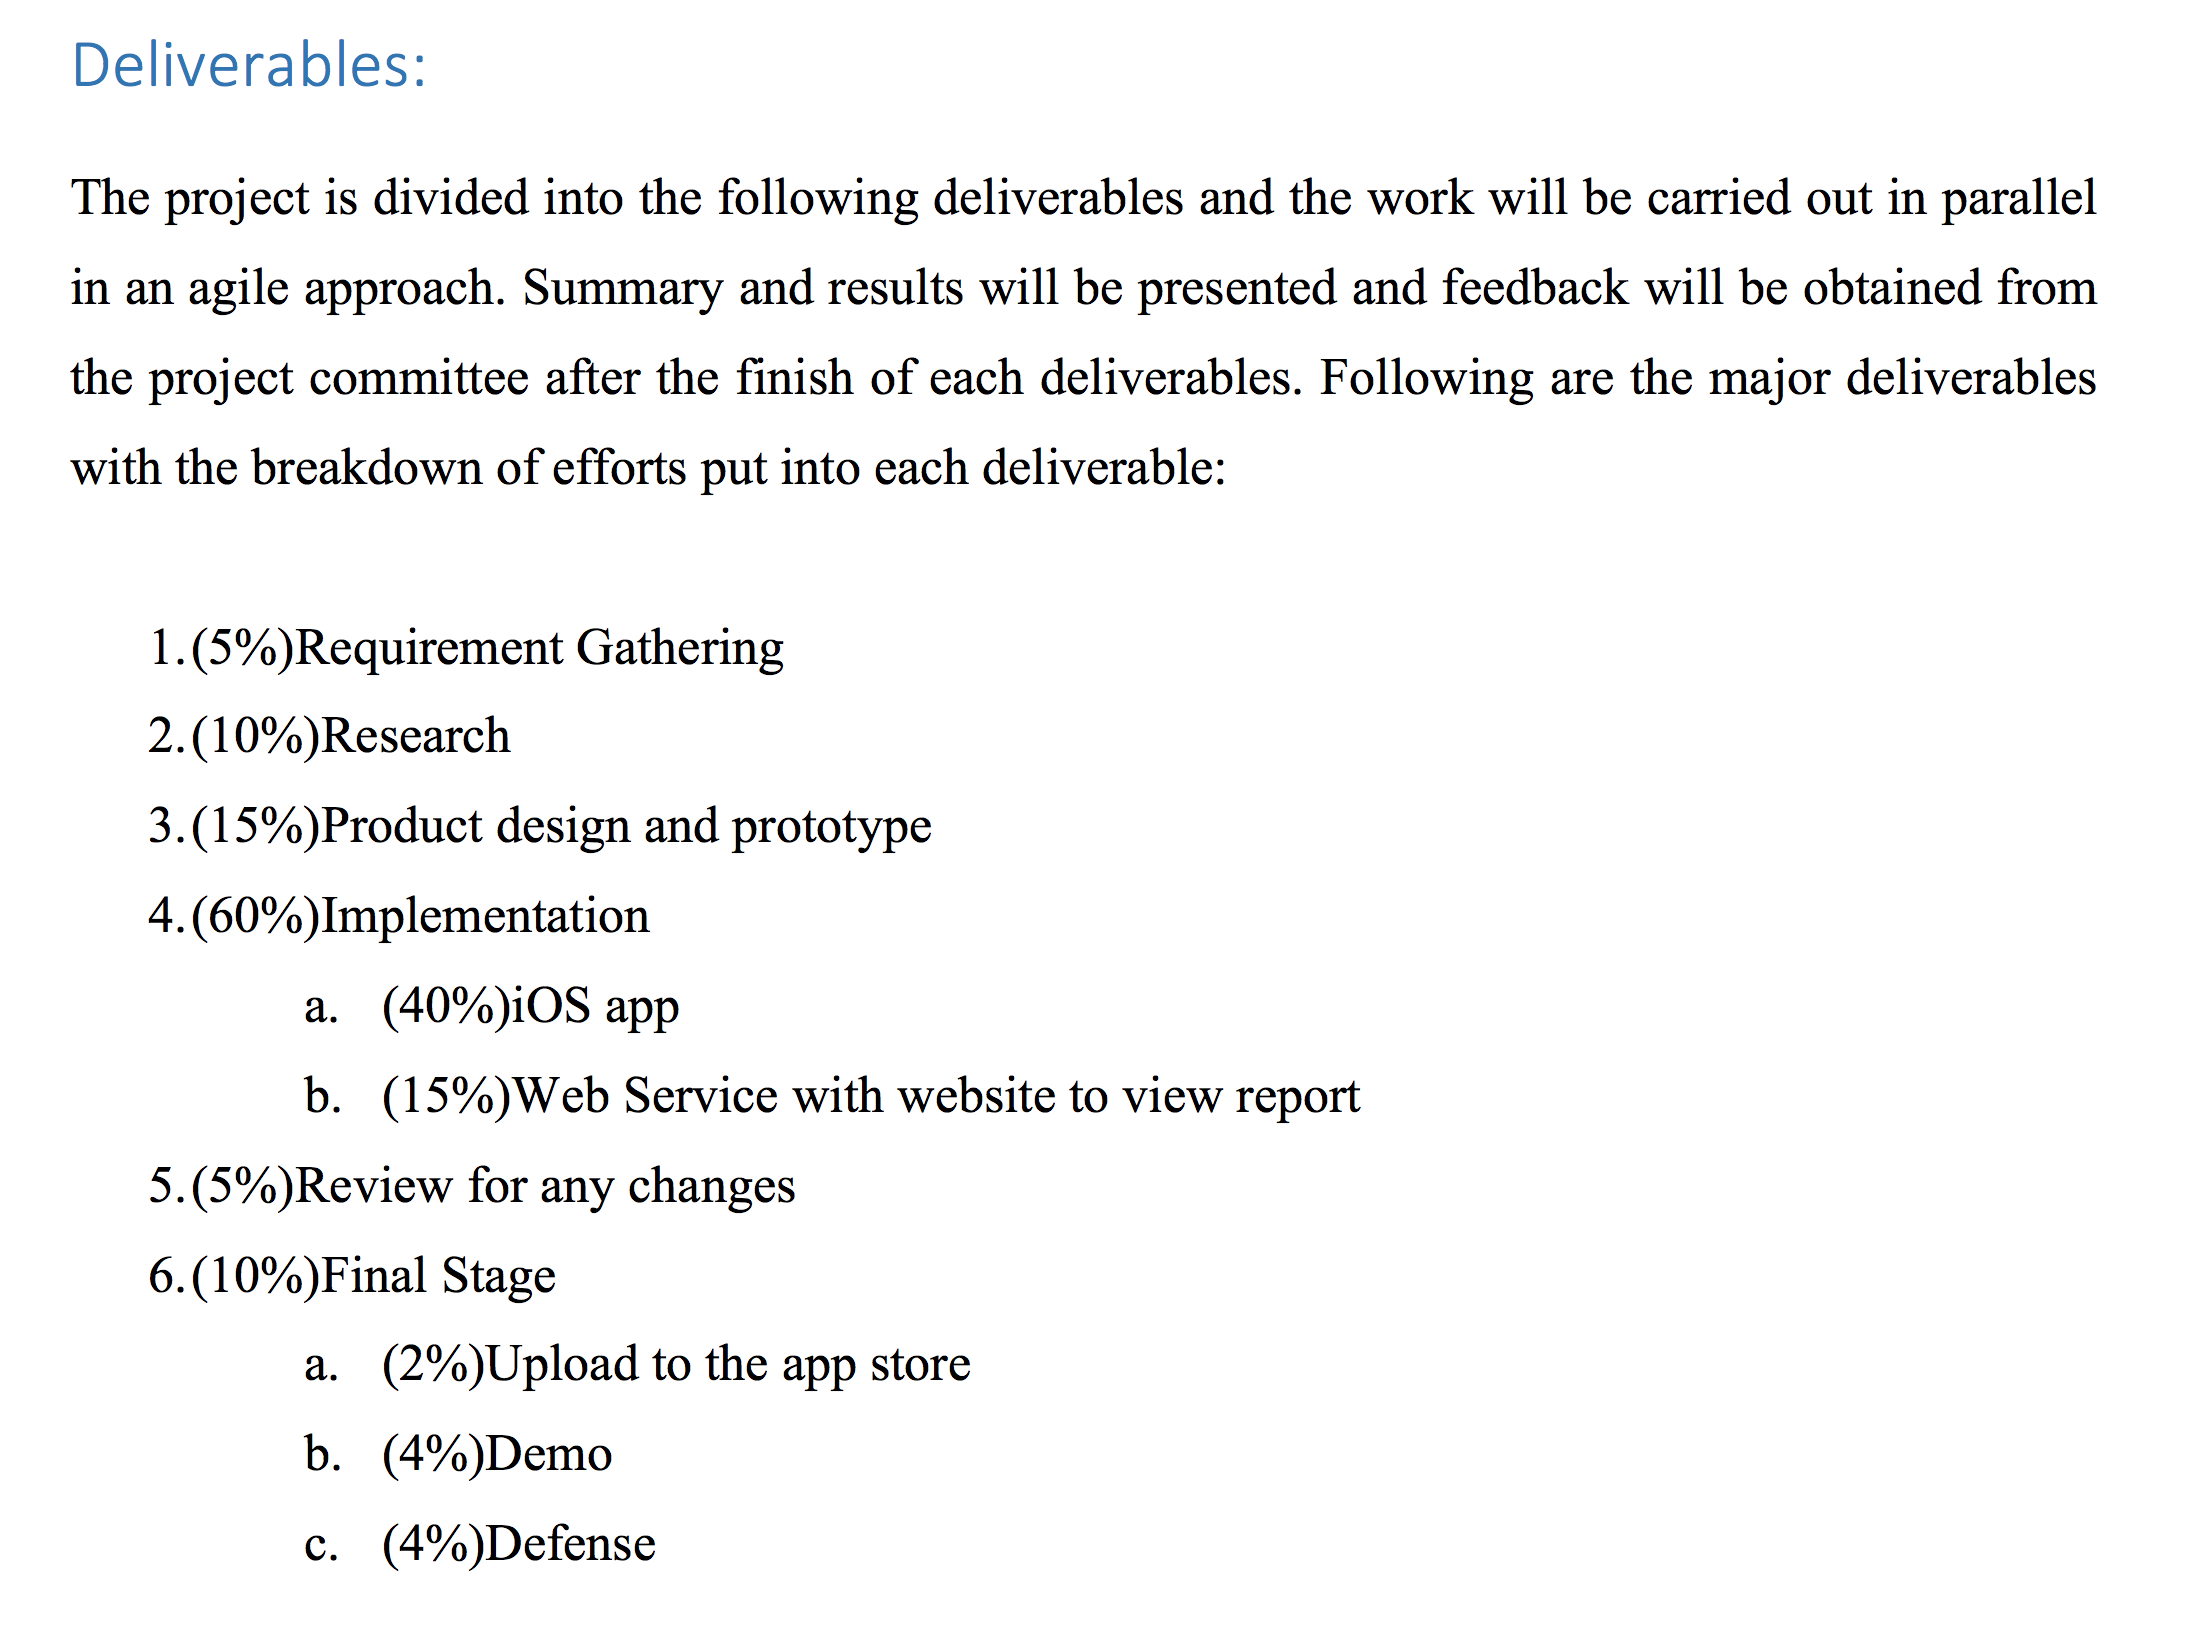 Deliverables:
The project is divided into the following deliverables and the work will be carried out in parallel
in an agile approach. Summary and results will be presented and feedback will be obtained from
the project committee after the finish of each deliverables. Following are the major deliverables
with the breakdown of efforts put into each deliverable:
1.(5%)Requirement Gathering
2.(10%)Research
3.(15%)Product design and prototype
4.(60%)Implementation
a. (40%)iOS app
b. (15%)Web Service with website to view report
5.(5%)Review for any changes
6.(10%)Final Stage
a. (2%)Upload to the app store
b. (4%)Demo
c. (4%)Defense